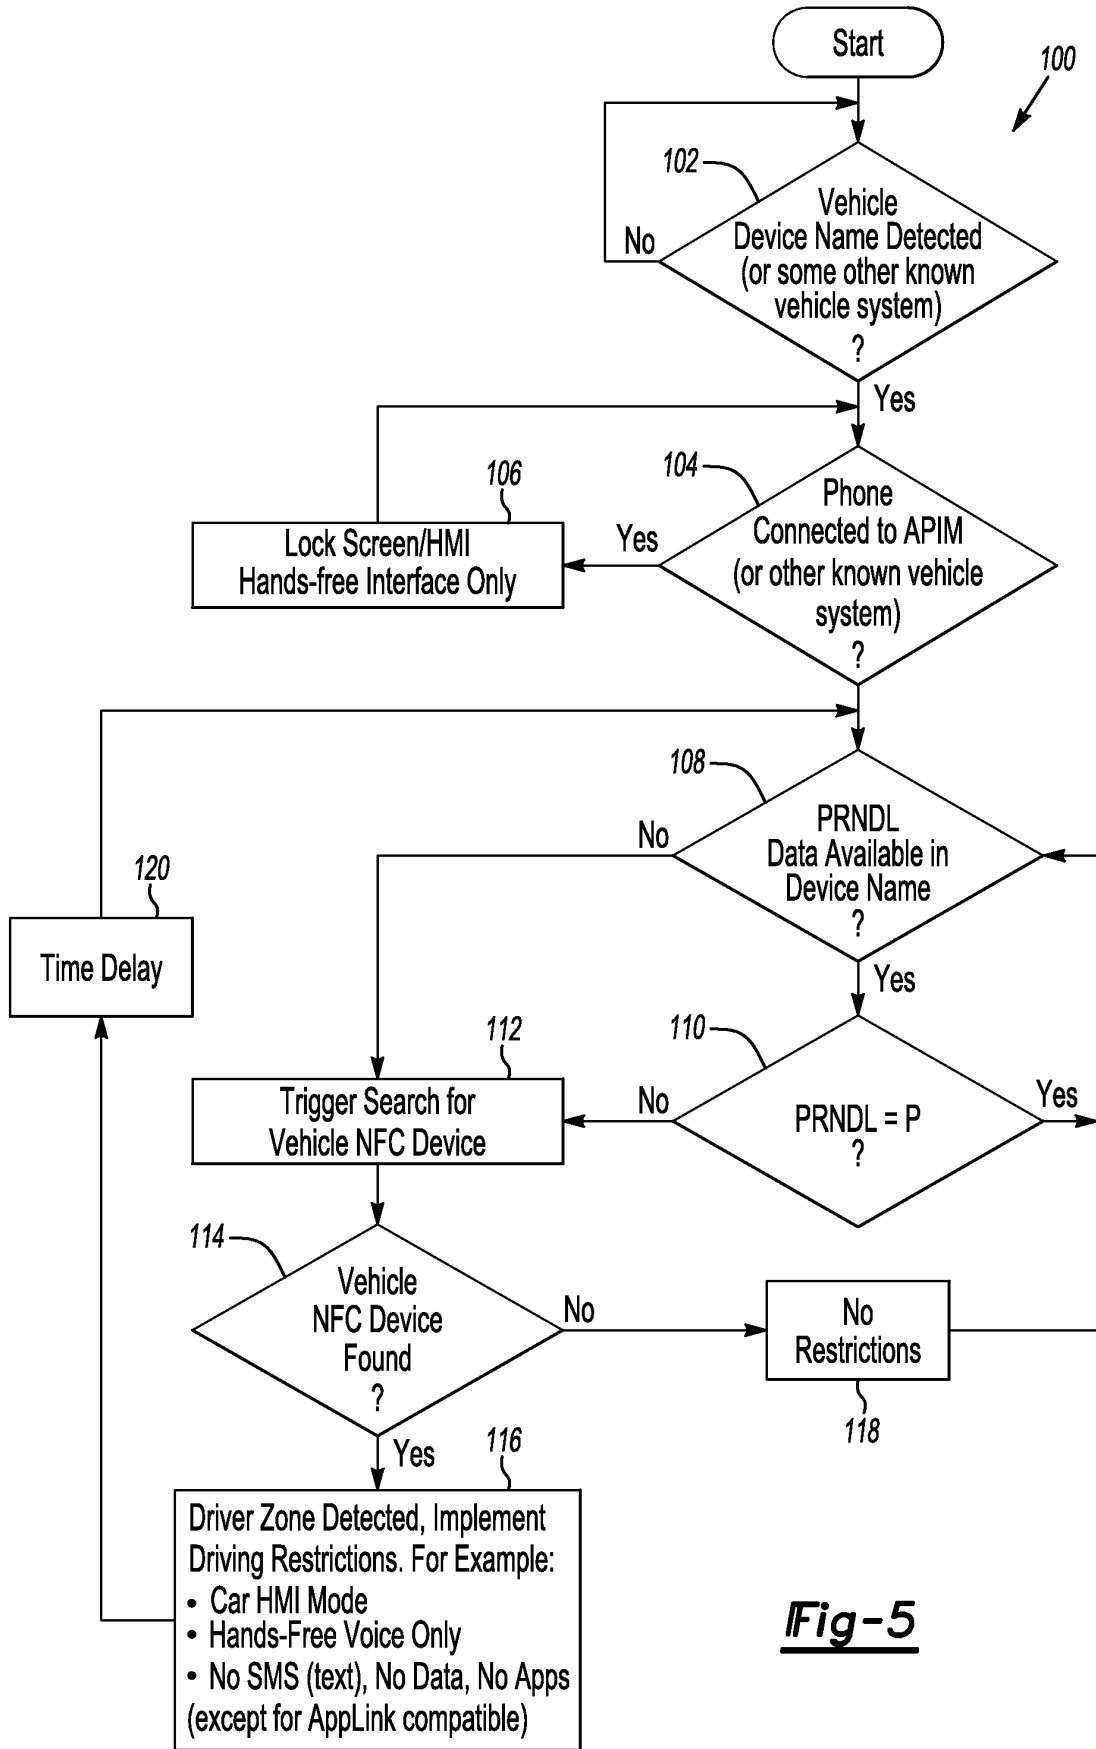 Start
100
102
Vehicle
Device Name Detected
(or some other known
vehicle system)
?
No
Yes
104
Phone
Connected to APIM
(or other known vehicle
system)
?
Yes
106
Lock Screen/HMI
Hands-free Interface Only
108
PRNDL
Data Available in
Device Name
?
No
Yes
120
Time Delay
110
PRNDL = P
?
No
Yes
112
Trigger Search for
Vehicle NFC Device
114
Vehicle
NFC Device
Found
?
No
Yes
No
Restrictions
118
116
Driver Zone Detected, Implement
Driving Restrictions. For Example:
• Car HMI Mode
• Hands-Free Voice Only
• No SMS (text), No Data, No Apps
(except for AppLink compatible)
Fig-5